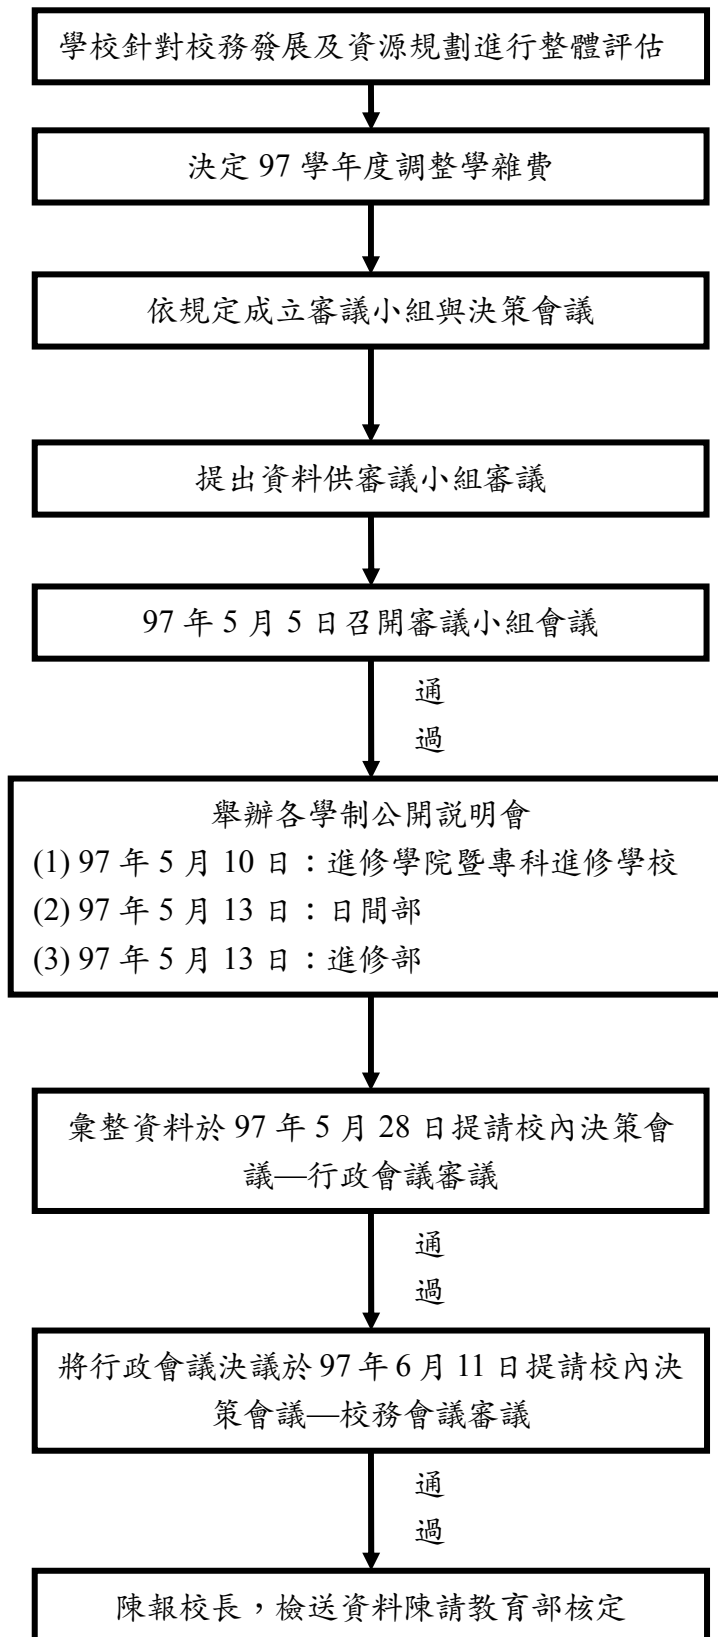 學校針對校務發展及資源規劃進行整體評估
決定 97 學年度調整學雜費
依規定成立審議小組與決策會議
提出資料供審議小組審議
97 年 5 月 5 日召開審議小組會議
通
過
舉辦各學制公開說明會
(1) 97 年 5 月 10 日：進修學院暨專科進修學校
(2) 97 年 5 月 13 日：日間部
(3) 97 年 5 月 13 日：進修部
彙整資料於 97 年 5 月 28 日提請校內決策會
議—行政會議審議
通
過
將行政會議決議於 97 年 6 月 11 日提請校內決
策會議—校務會議審議
通
過
陳報校長，檢送資料陳請教育部核定